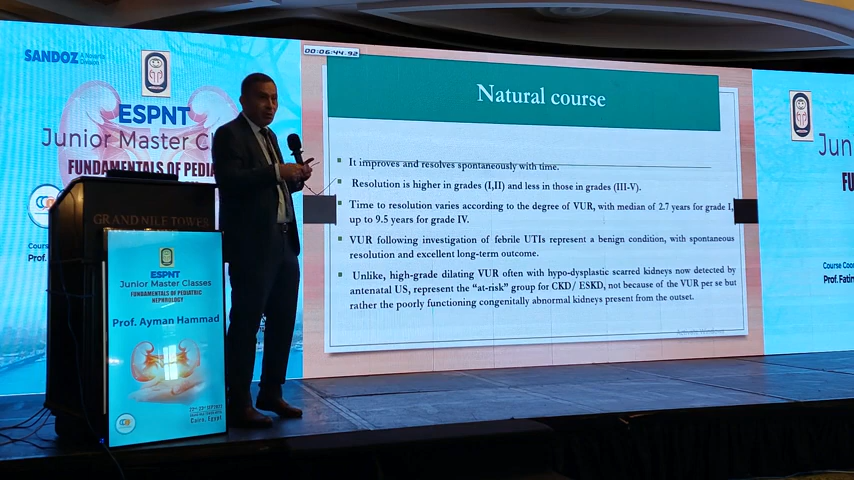 SANDOZ A Novartis Division
ESPNT
Junior Master Cl
FUNDAMENTALS OF PEDIA
00:06:44.92
Natural course
It improves and resolves spontaneously with time.
Resolution is higher in grades (I,II) and less in those in grades (III-V).
Time to resolution varies according to the degree of VUR, with median of 2.7 years for grade I,
up to 9.5 years for grade IV.
VUR following investigation of febrile UTIs represent a benign condition, with spontaneous
resolution and excellent long-term outcome.
Unlike, high-grade dilating VUR often with hypo-dysplastic scarred kidneys now detected by
antenatal US, represent the “at-risk” group for CKD/ ESKD, not because of the VUR per se but
rather the poorly functioning congenitally abnormal kidneys present from the outset.
Activate Windows
Jun
FU
Course Coo
Prof. Fatin
Cours
Prof.
GRAND NILE TOWER
ESPNT
Junior Master Classes
FUNDAMENTALS OF PEDIATRIC
NEPHROLOGY
Prof. Ayman Hammad
Cairo, Egypt